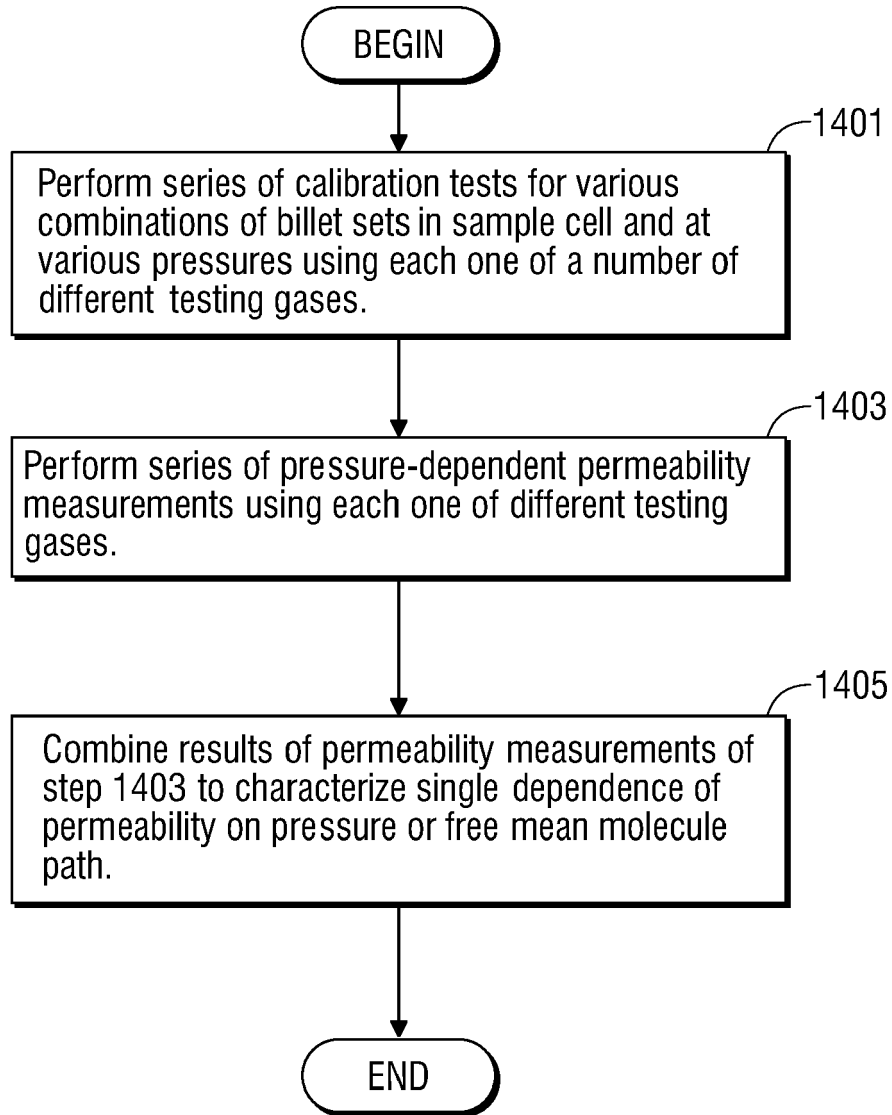 BEGIN
1401
Perform series of calibration tests for various
combinations of billet sets in sample cell and at
various pressures using each one of a number of
different testing gases.
1403
Perform series of pressure-dependent permeability
measurements using each one of different testing
gases.
1405
Combine results of permeability measurements of
step 1403 to characterize single dependence of
permeability on pressure or free mean molecule
path.
END